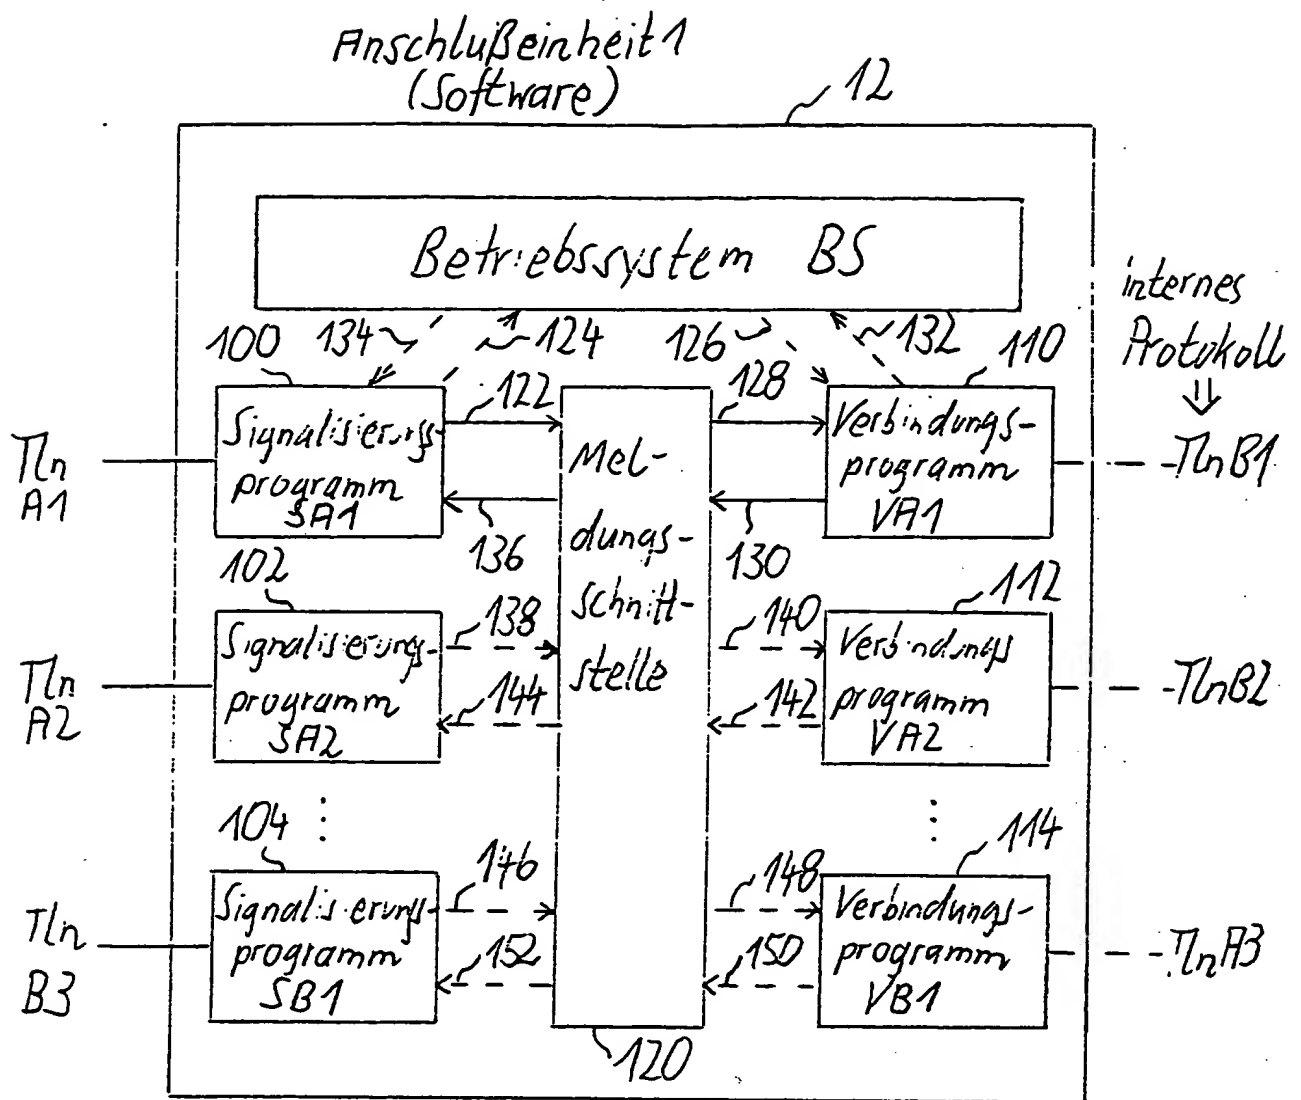 Anschlußeinheit 1
(Software)
12
Betriebssystem BS
internes
Protokoll
⇓
100
134
124
126
132
110
Signalisierungs-
programm
SA1
122
136
Mel-
dungs-
schnitt-
stelle
128
130
Verbindungs-
programm
VA1
Tln
A1
TlnB1
102
138
140
112
Signalisierungs-
programm
SA2
144
142
Verbindungs
programm
VA2
Tln
A2
TlnB2
104
146
148
114
Signalisierungs-
programm
SB1
152
150
Verbindungs-
programm
VB1
Tln
B3
TlnA3
120